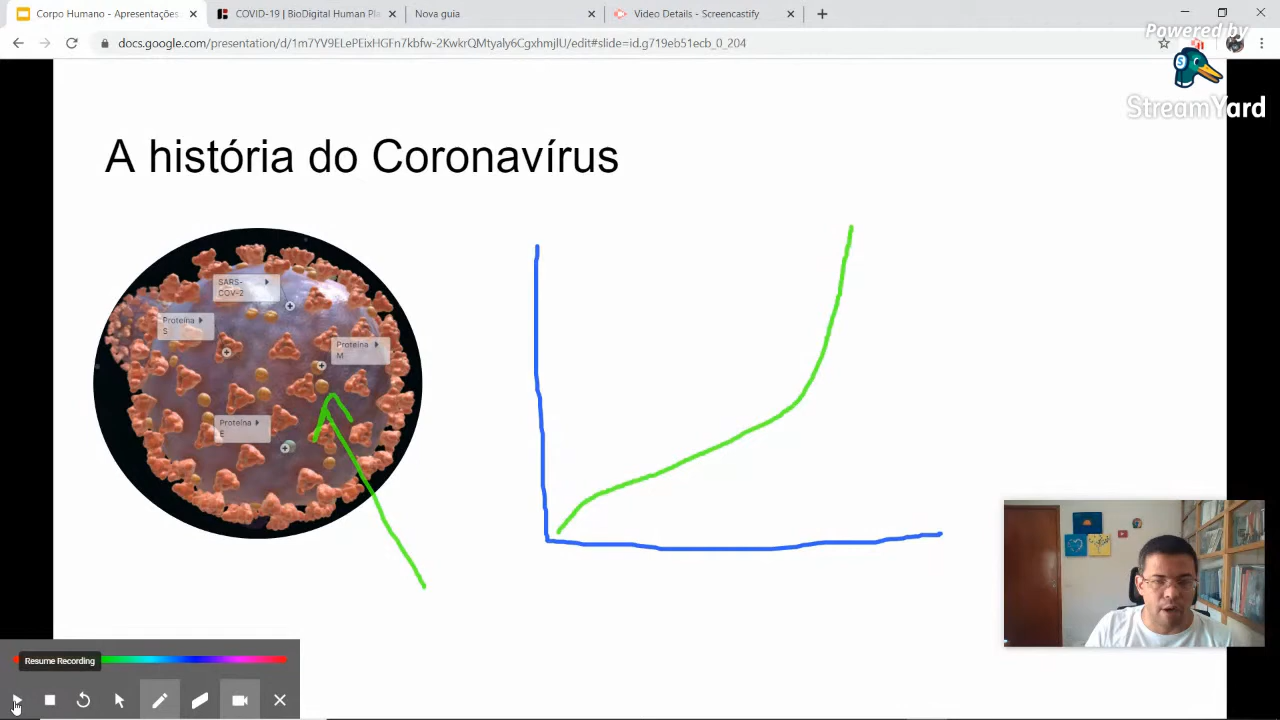 Corpo Humano - Apresentações
COVID-19 | BioDigital Human Pla
Nova guia
Video Details - Screencastify
docs.google.com/presentation/d/1m7YV9ELePEixHGFn7kbfw-2KwkrQMtyaly6CgxhmjIU/edit#slide=id.g719eb51ecb_0_204
Powered by
StreamYard
A história do Coronavírus
SARS-
COV-2
Proteína
S
Proteína
M
Proteína
E
Resume Recording